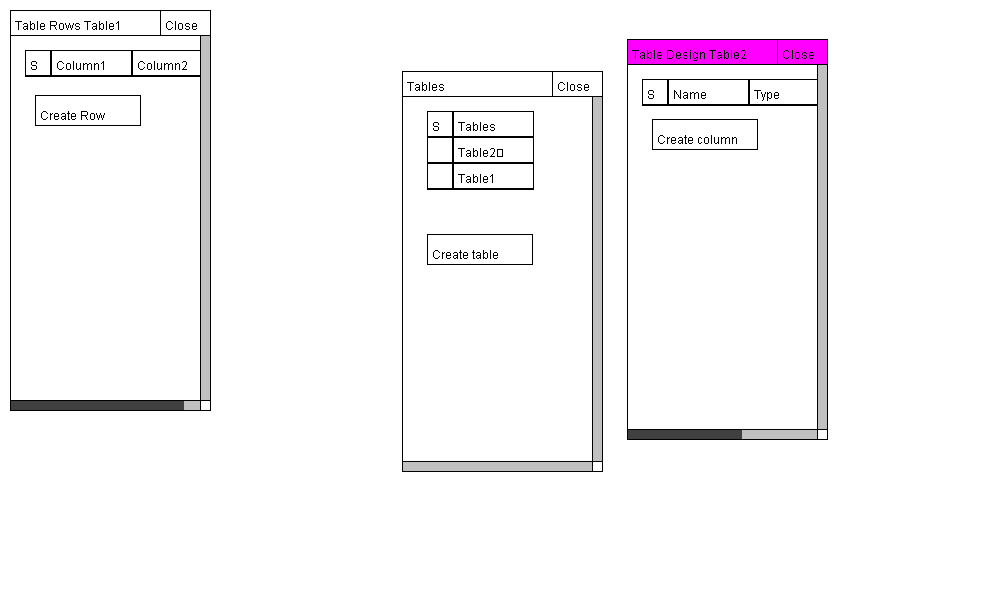 Table Rows Table1 Close
S Column1 Column2
Create Row
Tables Close
S Tables
Table2▯
Table1
Create table
Table Design Table2 Close
S Name Type
Create column